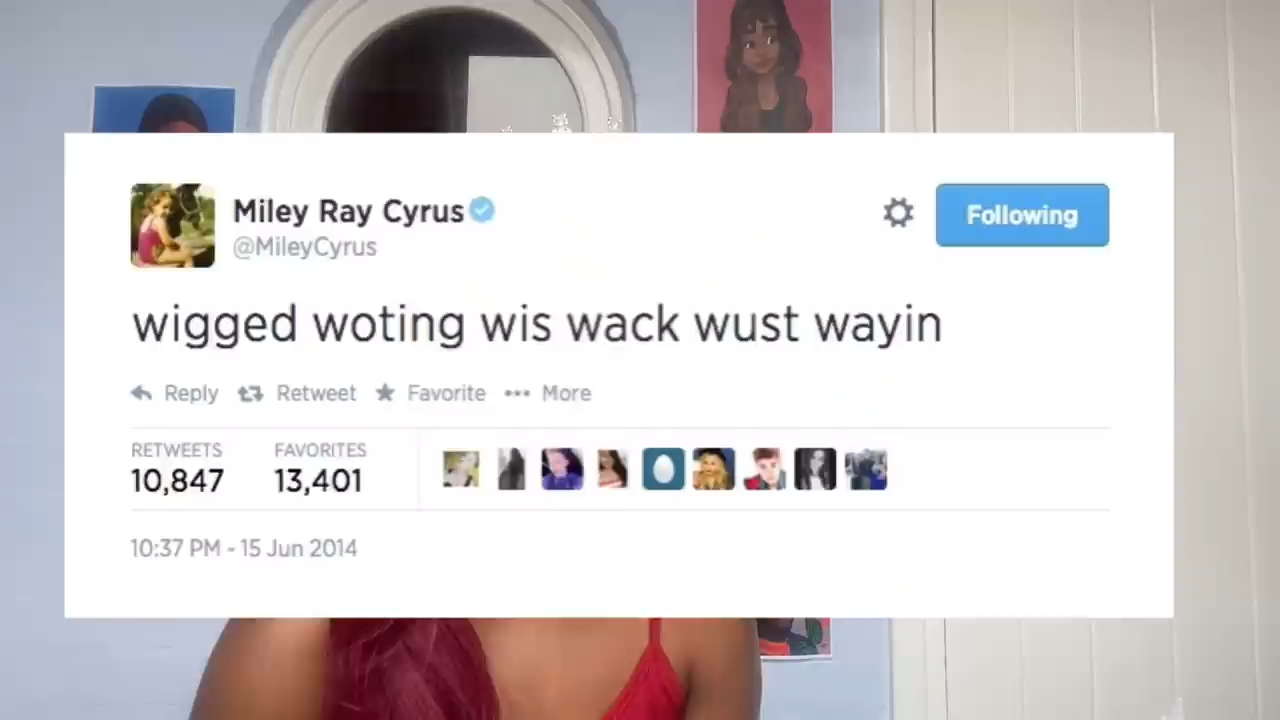 Miley Ray Cyrus
@MileyCyrus
Following
wigged woting wis wack wust wayin
Reply Retweet Favorite More
RETWEETS FAVORITES
10,847 13,401
10:37 PM - 15 Jun 2014